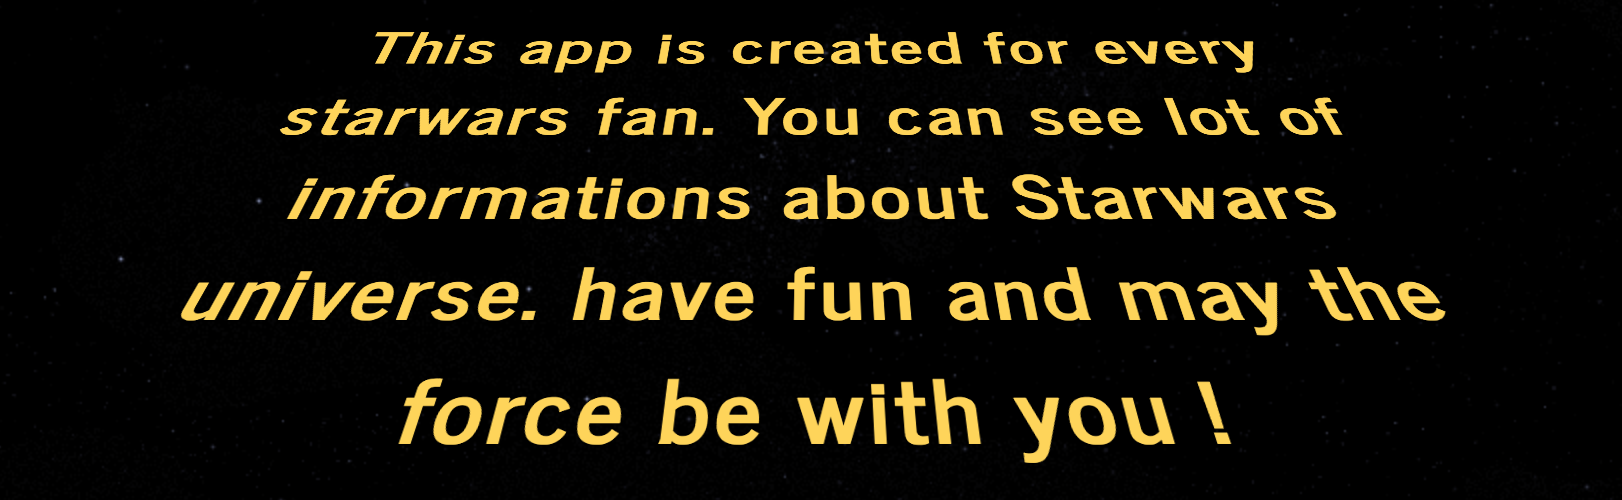 This app is created for every
starwars fan. You can see lot of
informations about Starwars
universe. have fun and may the
force be with you !